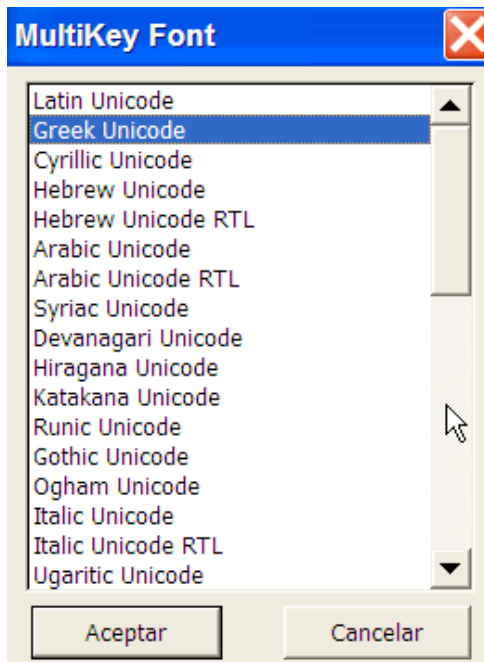 MultiKey Font
Latin Unicode
Greek Unicode
Cyrillic Unicode
Hebrew Unicode
Hebrew Unicode RTL
Arabic Unicode
Arabic Unicode RTL
Syriac Unicode
Devanagari Unicode
Hiragana Unicode
Katakana Unicode
Runic Unicode
Gothic Unicode
Ogham Unicode
Italic Unicode
Italic Unicode RTL
Ugaritic Unicode
Aceptar Cancelar